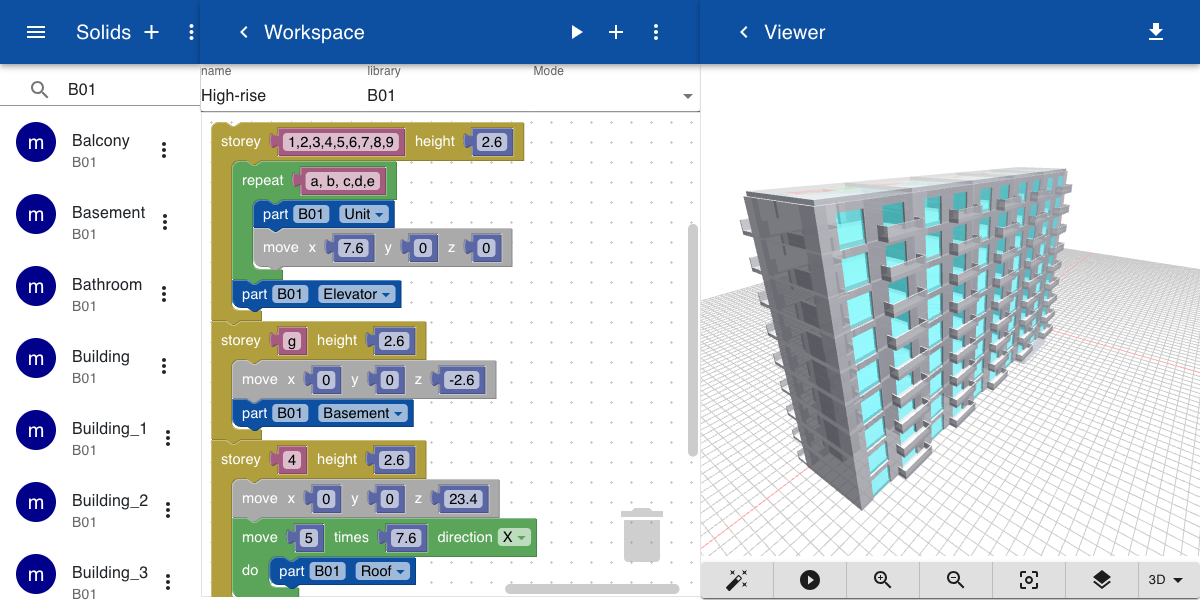 Solids
Workspace
Viewer
B01
name
library
Mode
High-rise
B01
m
Balcony
B01
m
Basement
B01
m
Bathroom
B01
m
Building
B01
m
Building_1
B01
m
Building_2
B01
m
Building_3
B01
storey 1,2,3,4,5,6,7,8,9 height 2.6
repeat a, b, c,d,e
part B01 Unit
move x 7.6 y 0 z 0
part B01 Elevator
storey g height 2.6
move x 0 y 0 z -2.6
part B01 Basement
storey 4 height 2.6
move x 0 y 0 z 23.4
move 5 times 7.6 direction X
do part B01 Roof
3D